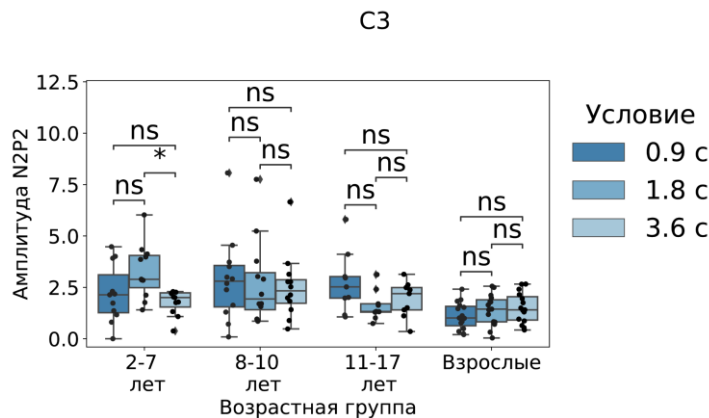 C3
12.5
10.0
7.5
5.0
2.5
0.0
Амплитуда N2P2
ns
ns
*
ns
ns
ns
ns
ns
ns
ns
ns
ns
2-7
лет
8-10
лет
11-17
лет
Взрослые
Возрастная группа
Условие
0.9 с
1.8 с
3.6 с